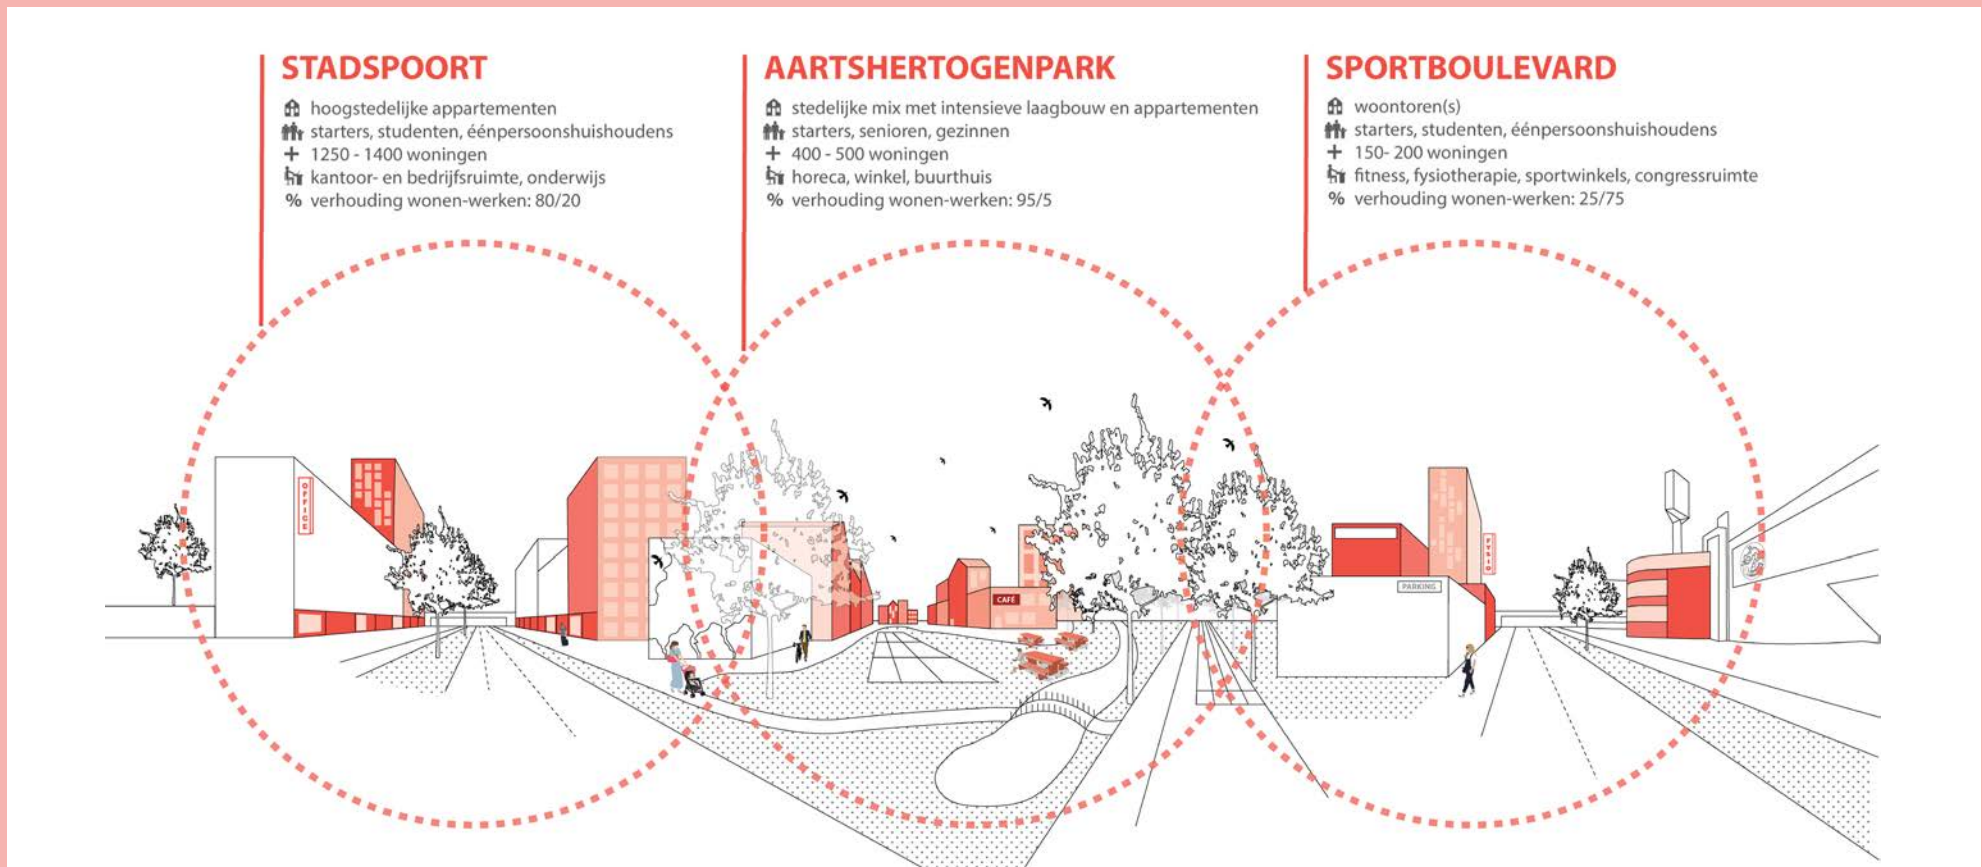 STADSPOORT
hoogstedelijke appartementen
starters, studenten, éénpersoonshuishoudens
+ 1250 - 1400 woningen
kantoor- en bedrijfsruimte, onderwijs
% verhouding wonen-werken: 80/20
AARTSHERTOGENPARK
stedelijke mix met intensieve laagbouw en appartementen
starters, senioren, gezinnen
+ 400 - 500 woningen
horeca, winkel, buurthuis
% verhouding wonen-werken: 95/5
SPORTBOULEVARD
woontoren(s)
starters, studenten, éénpersoonshuishoudens
+ 150- 200 woningen
fitness, fysiotherapie, sportwinkels, congressruimte
% verhouding wonen-werken: 25/75
OFFICE
CAFÉ
PARKING
FYSIO